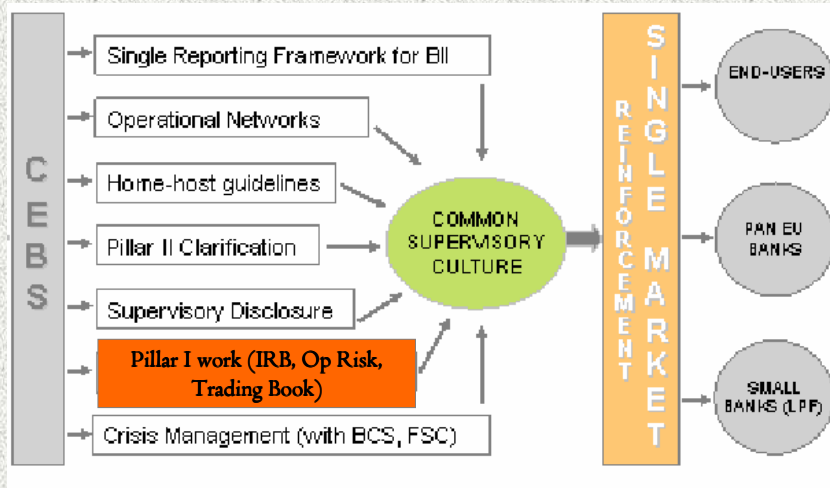 CEBS
Single Reporting Framework for BII
Operational Networks
Home-host guidelines
Pillar II Clarification
Supervisory Disclosure
Pillar I work (IRB, Op Risk,
Trading Book)
Crisis Management (with BCS, FSC)
COMMON
SUPERVISORY
CULTURE
REINFORCEMENT
SINGLE MARKET
END-USERS
PAN EU
BANKS
SMALL
BANKS (LPF)